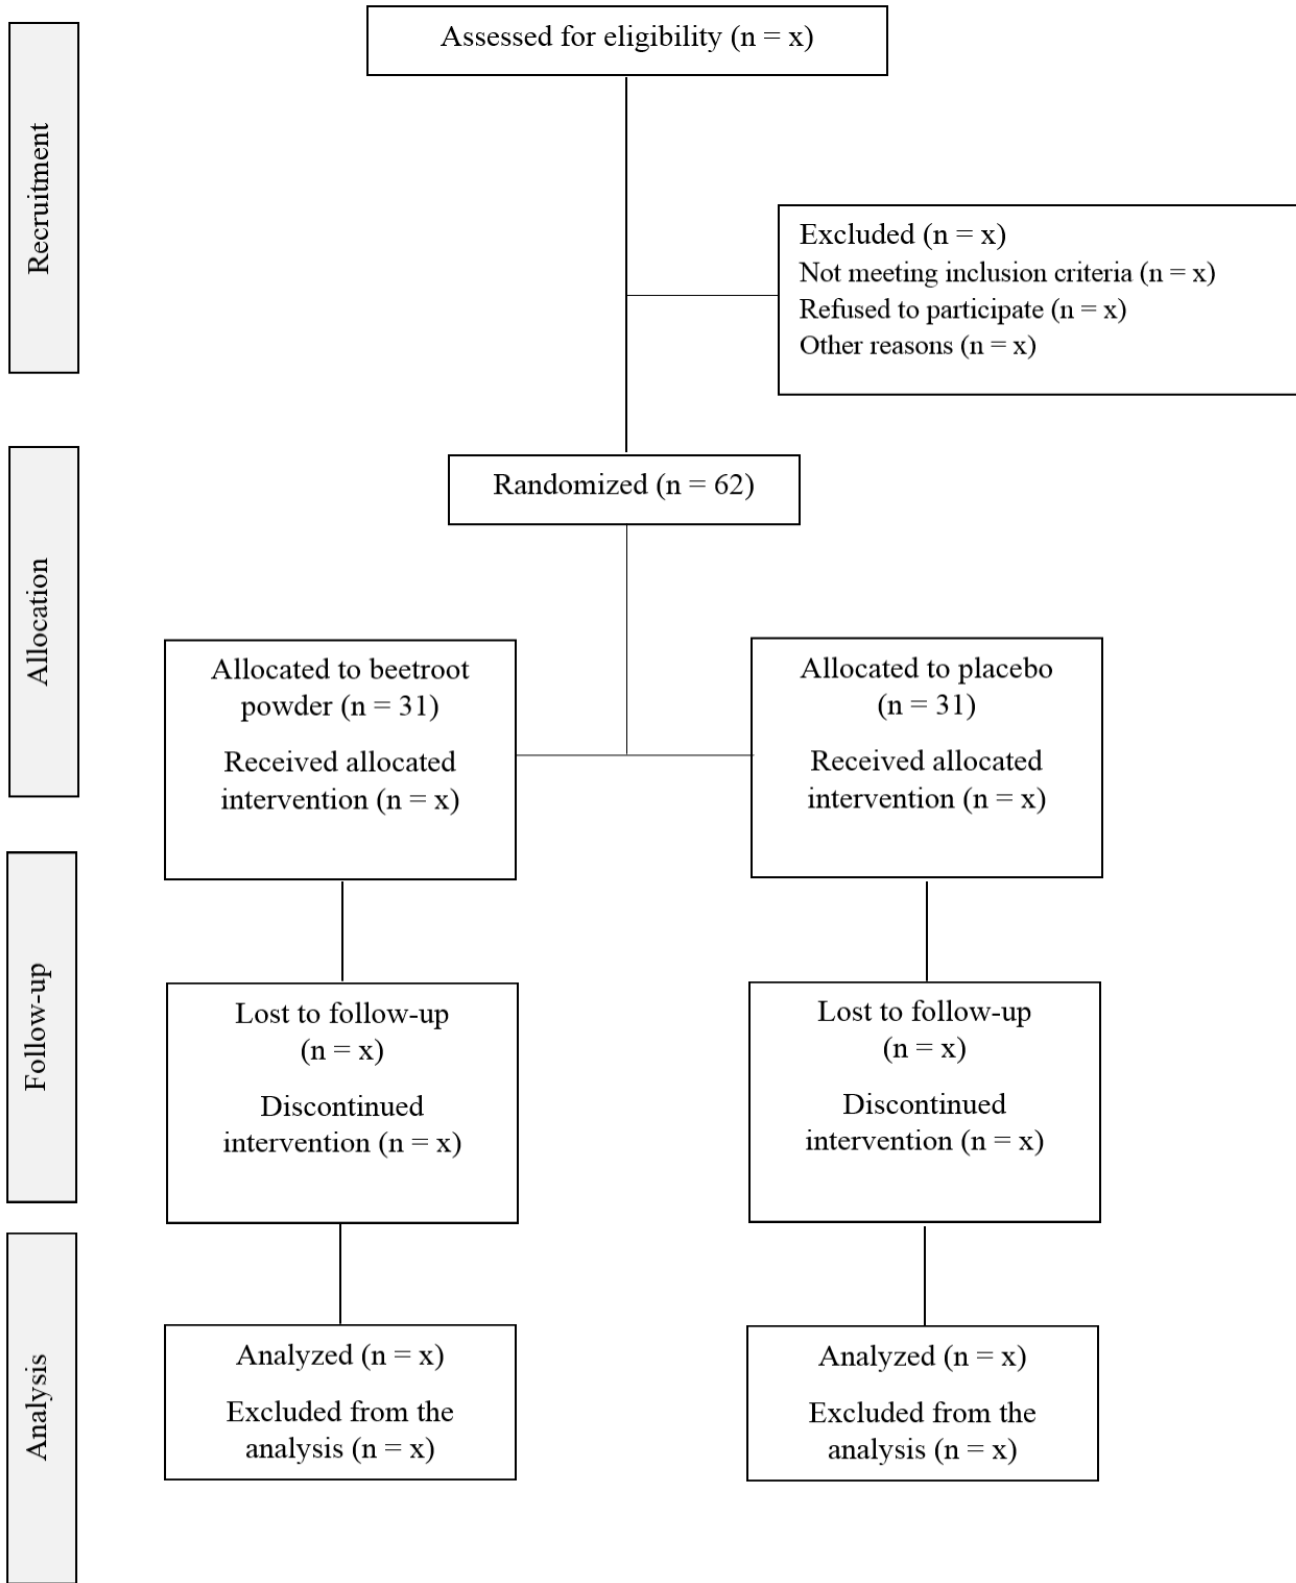 Assessed for eligibility (n = x)
Recruitment
Excluded (n = x)
Not meeting inclusion criteria (n = x)
Refused to participate (n = x)
Other reasons (n = x)
Randomized (n = 62)
Allocation
Allocated to beetroot
powder (n = 31)
Received allocated
intervention (n = x)
Allocated to placebo
(n = 31)
Received allocated
intervention (n = x)
Follow-up
Lost to follow-up
(n = x)
Discontinued
intervention (n = x)
Lost to follow-up
(n = x)
Discontinued
intervention (n = x)
Analysis
Analyzed (n = x)
Excluded from the
analysis (n = x)
Analyzed (n = x)
Excluded from the
analysis (n = x)